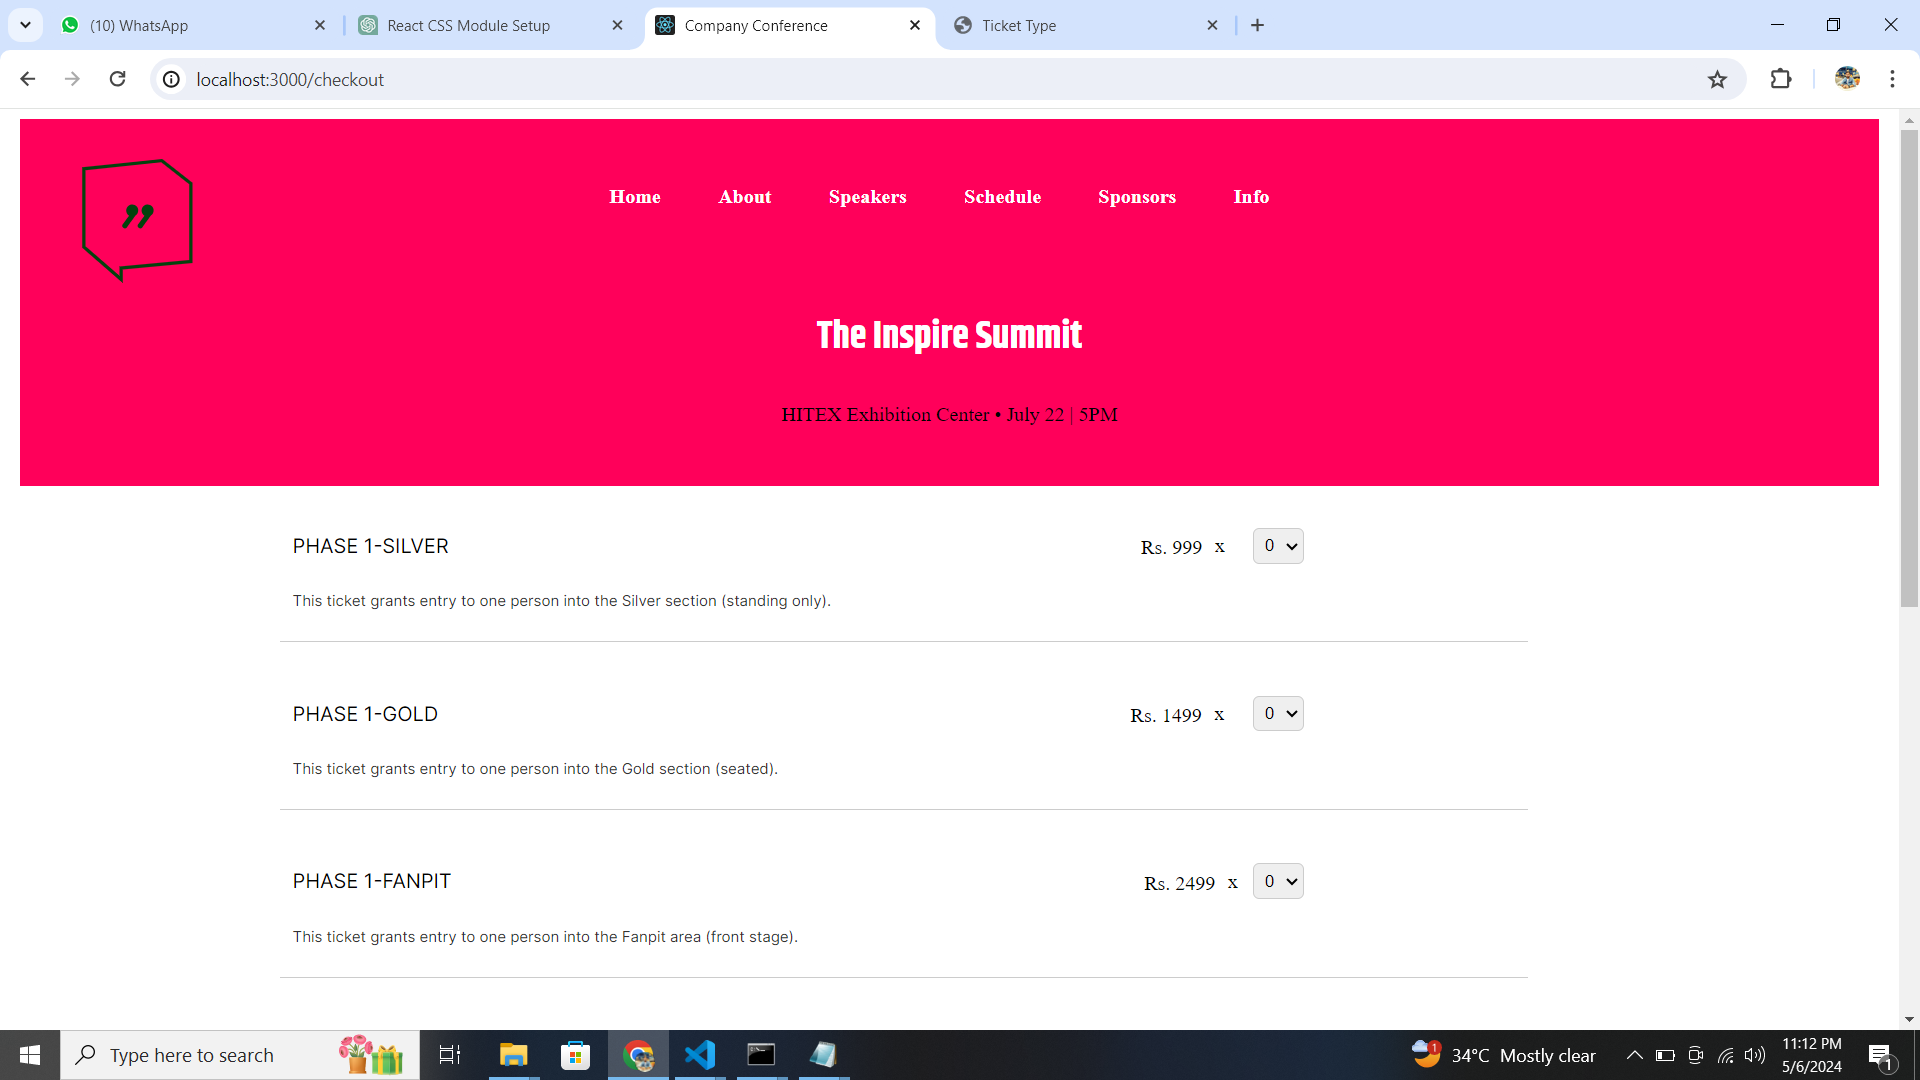 (10) WhatsApp
React CSS Module Setup
Company Conference
Ticket Type
localhost:3000/checkout
Home About Speakers Schedule Sponsors Info
”
The Inspire Summit
HITEX Exhibition Center • July 22 | 5PM
PHASE 1-SILVER Rs. 999 x 0
This ticket grants entry to one person into the Silver section (standing only).
PHASE 1-GOLD Rs. 1499 x 0
This ticket grants entry to one person into the Gold section (seated).
PHASE 1-FANPIT Rs. 2499 x 0
This ticket grants entry to one person into the Fanpit area (front stage).
Type here to search
1
34°C Mostly clear
11:12 PM
5/6/2024
1